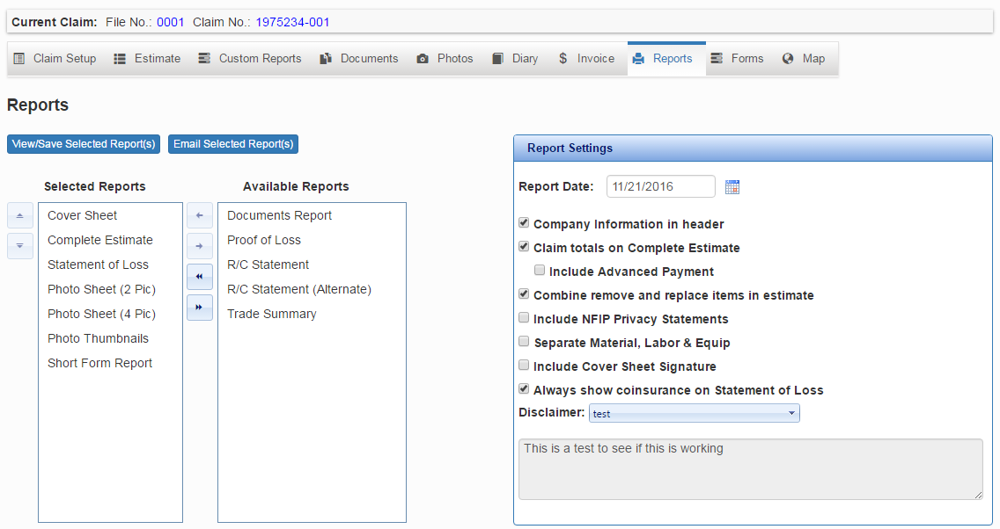 Current Claim: File No.: 0001 Claim No.: 1975234-001
Claim Setup Estimate Custom Reports Documents Photos Diary $ Invoice Reports Forms Map
Reports
View/Save Selected Report(s) Email Selected Report(s)
Selected Reports Available Reports
Cover Sheet
Complete Estimate
Statement of Loss
Photo Sheet (2 Pic)
Photo Sheet (4 Pic)
Photo Thumbnails
Short Form Report
Documents Report
Proof of Loss
R/C Statement
R/C Statement (Alternate)
Trade Summary
Report Settings
Report Date: 11/21/2016
Company Information in header
Claim totals on Complete Estimate
Include Advanced Payment
Combine remove and replace items in estimate
Include NFIP Privacy Statements
Separate Material, Labor & Equip
Include Cover Sheet Signature
Always show coinsurance on Statement of Loss
Disclaimer: test
This is a test to see if this is working